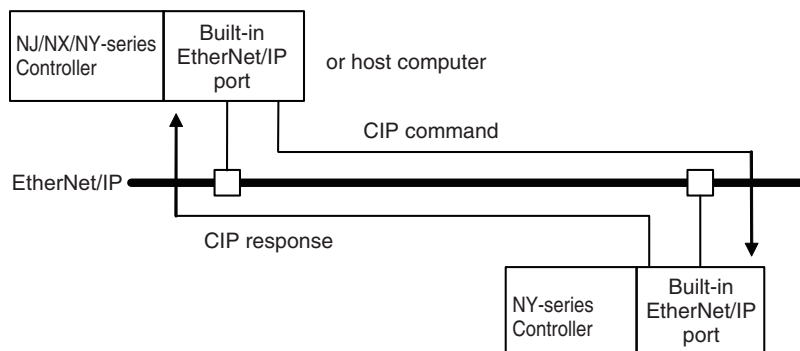 NJ/NX/NY-series
Controller
Built-in
EtherNet/IP
port
or host computer
CIP command
EtherNet/IP
CIP response
NY-series
Controller
Built-in
EtherNet/IP
port